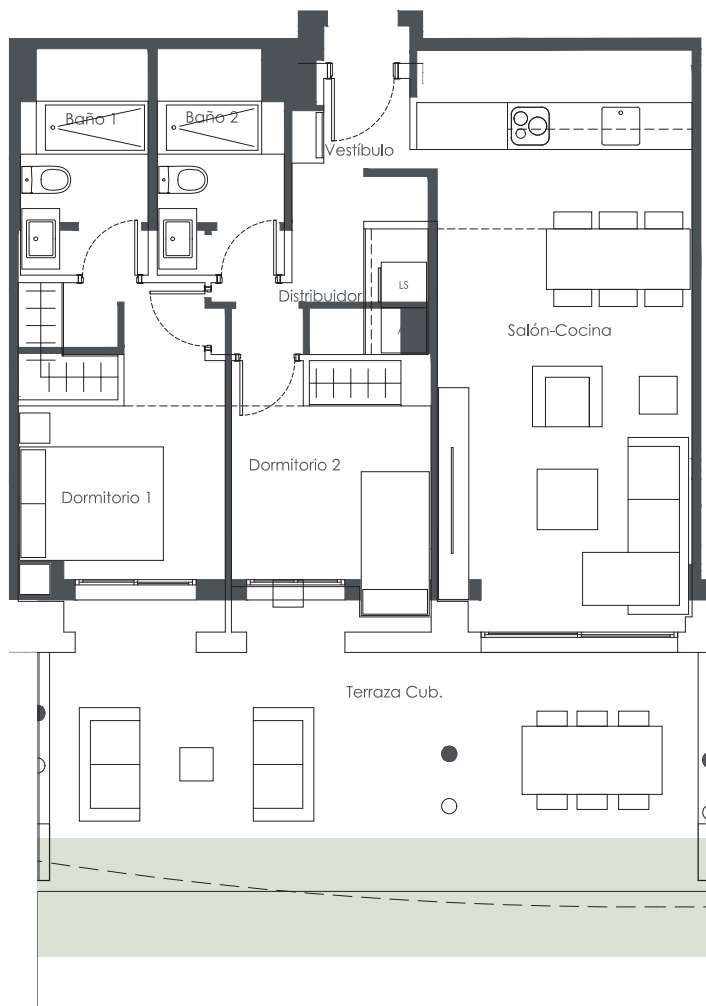 Baño 1
Baño 2
Vestíbulo
Distribuidor
LS
Salón-Cocina
Dormitorio 2
Dormitorio 1
Terraza Cub.